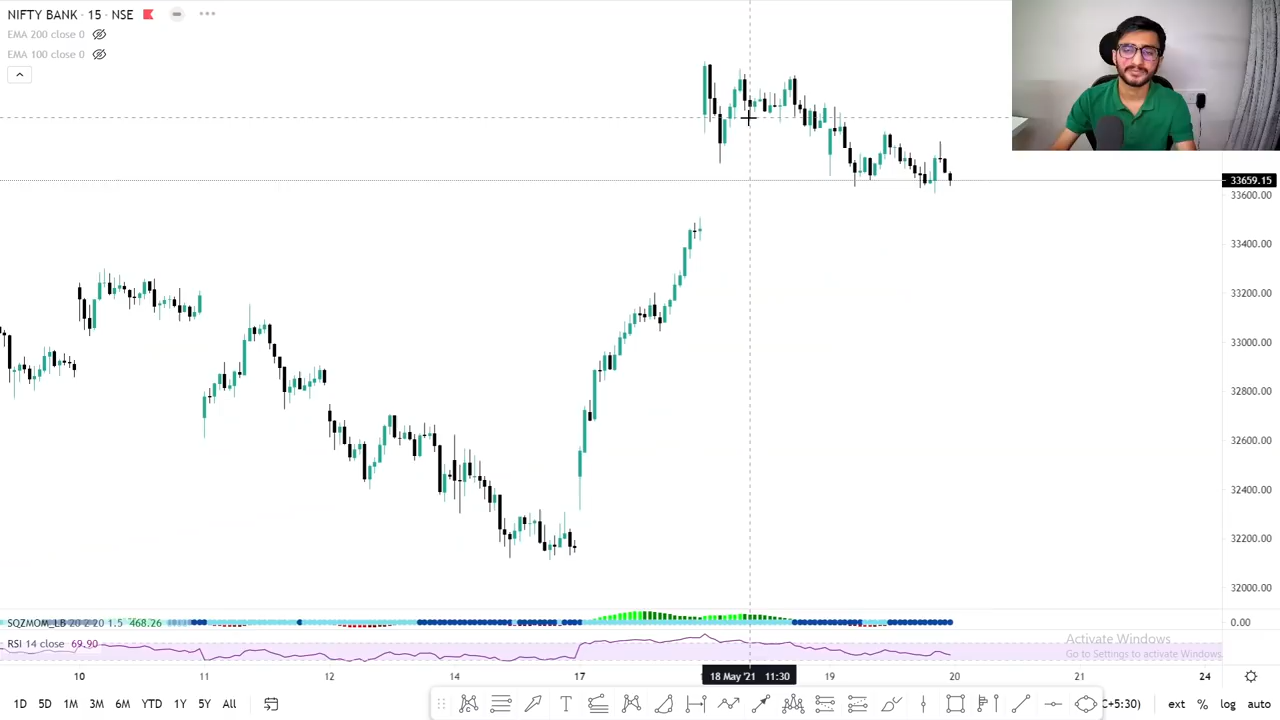 NIFTY BANK · 15 · NSE
EMA 200 close 0
EMA 100 close 0
33659.15
33600.00
33400.00
33200.00
33000.00
32800.00
32600.00
32400.00
32200.00
32000.00
SQZMOM_LB 20 2 20 1.5 468.26
0.00
RSI 14 close 69.90
Activate Windows
Go to Settings to activate Windows.
10 11 12 14 17 18 May '21 11:30 19 20 21 24
1D 5D 1M 3M 6M YTD 1Y 5Y All
C+5:30) ext % log auto